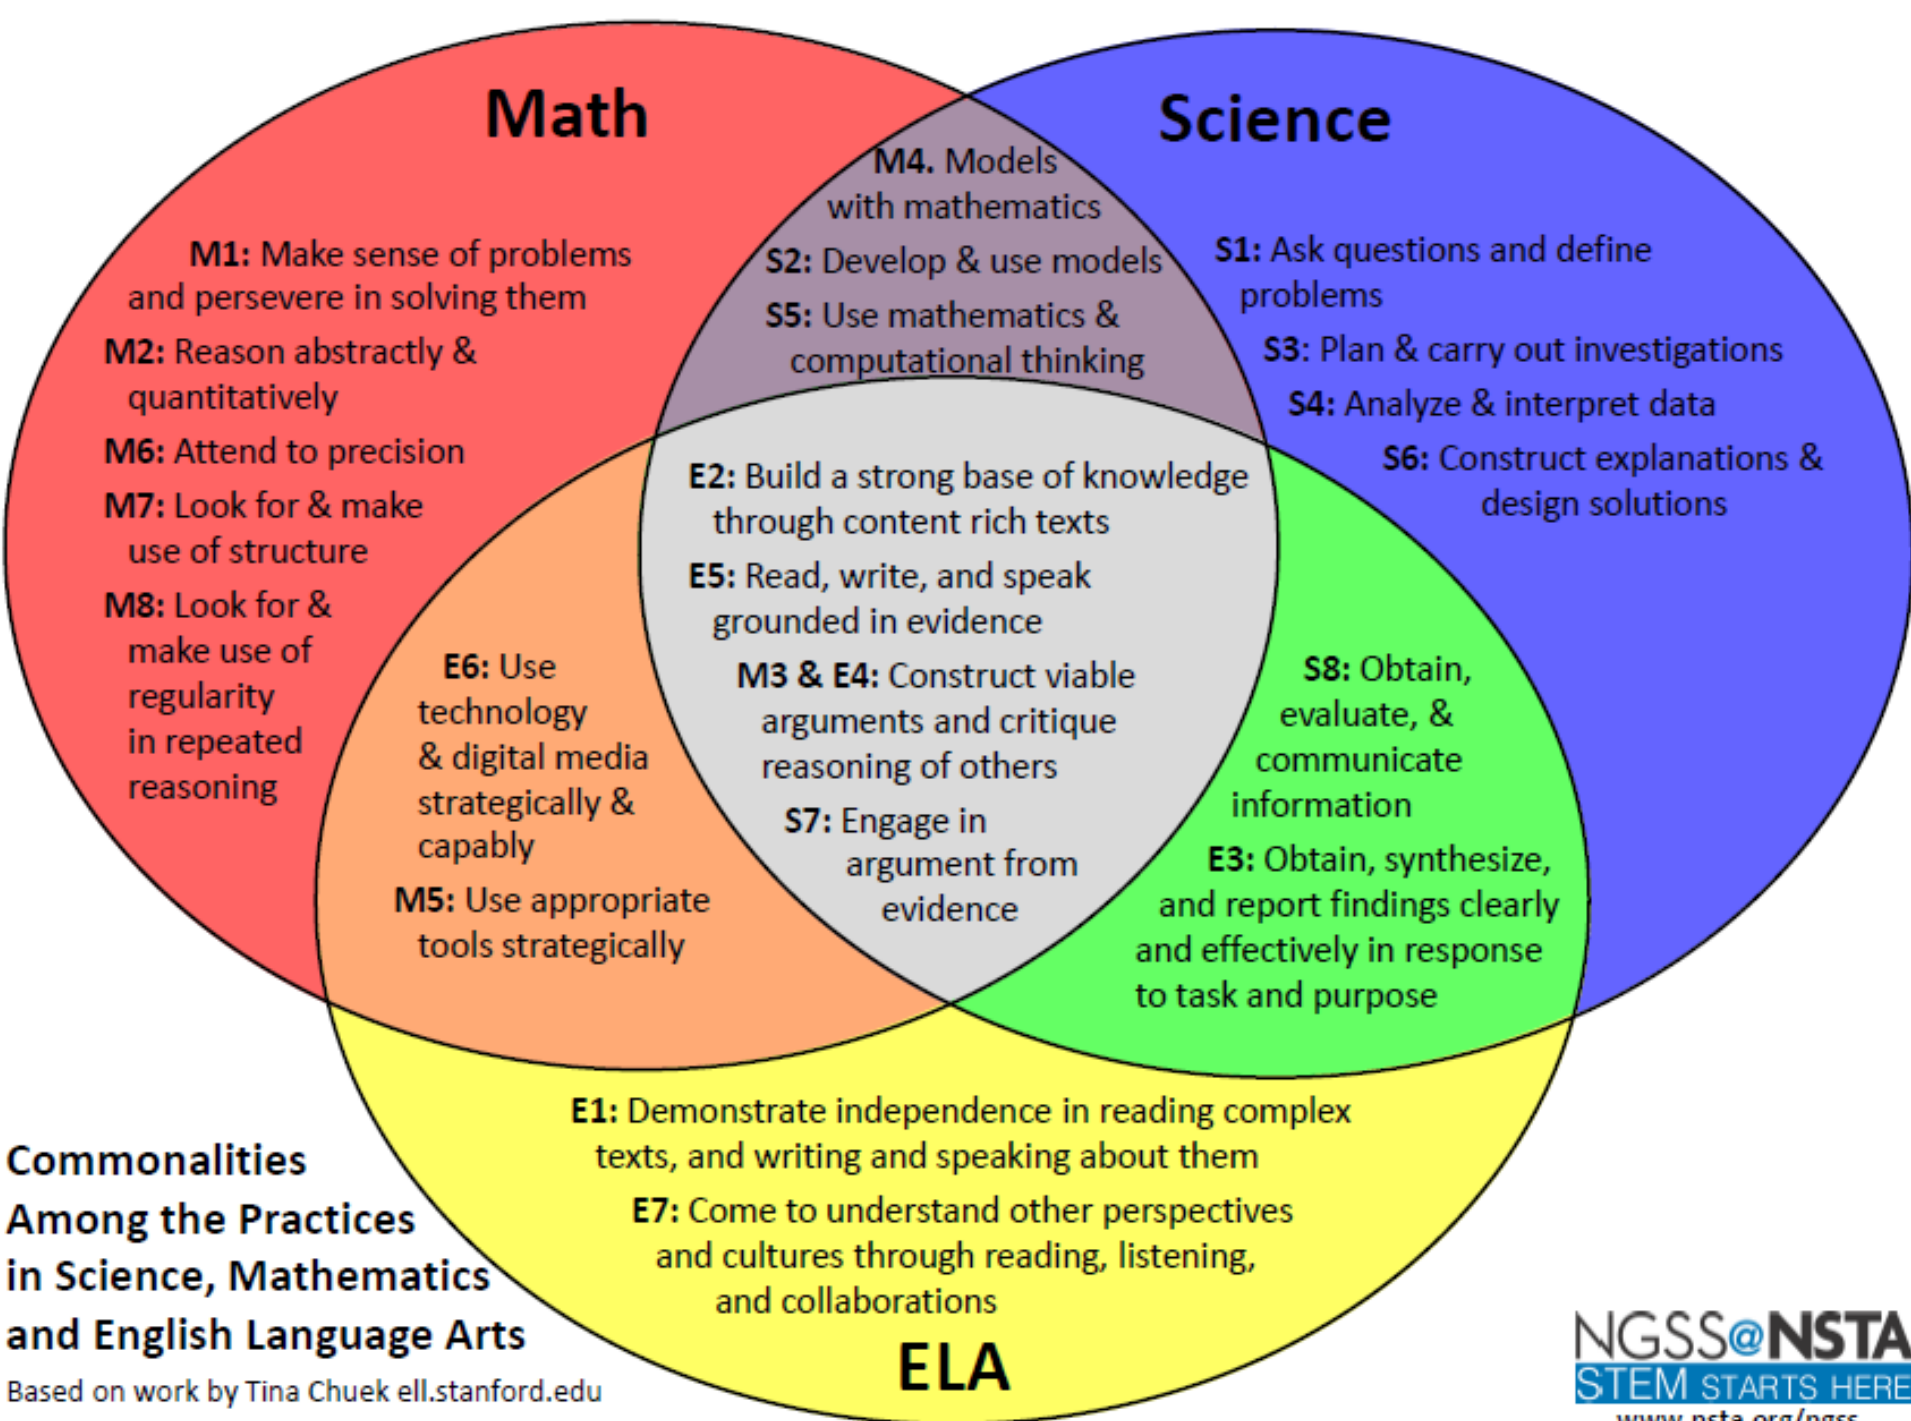 Math
Science
M4. Models
with mathematics
S2: Develop & use models
S5: Use mathematics &
computational thinking
M1: Make sense of problems
and persevere in solving them
M2: Reason abstractly &
quantitatively
M6: Attend to precision
M7: Look for & make
use of structure
M8: Look for &
make use of
regularity
in repeated
reasoning
S1: Ask questions and define
problems
S3: Plan & carry out investigations
S4: Analyze & interpret data
S6: Construct explanations &
design solutions
E2: Build a strong base of knowledge
through content rich texts
E5: Read, write, and speak
grounded in evidence
M3 & E4: Construct viable
arguments and critique
reasoning of others
S7: Engage in
argument from
evidence
E6: Use
technology
& digital media
strategically &
capably
M5: Use appropriate
tools strategically
S8: Obtain,
evaluate, &
communicate
information
E3: Obtain, synthesize,
and report findings clearly
and effectively in response
to task and purpose
E1: Demonstrate independence in reading complex
texts, and writing and speaking about them
E7: Come to understand other perspectives
and cultures through reading, listening,
and collaborations
ELA
Commonalities
Among the Practices
in Science, Mathematics
and English Language Arts
Based on work by Tina Chuek ell.stanford.edu
NGSS@NSTA
STEM STARTS HERE
www.nsta.org/ngss